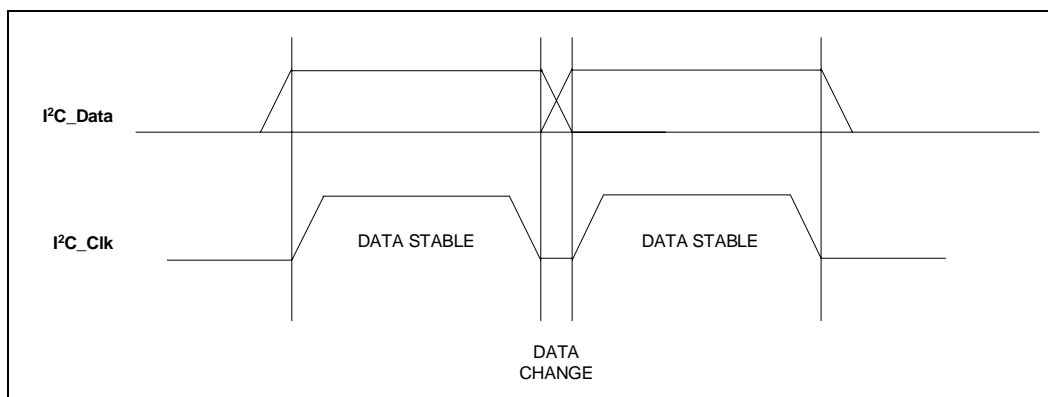 I²C_Data
I²C_Clk
DATA STABLE
DATA STABLE
DATA
CHANGE